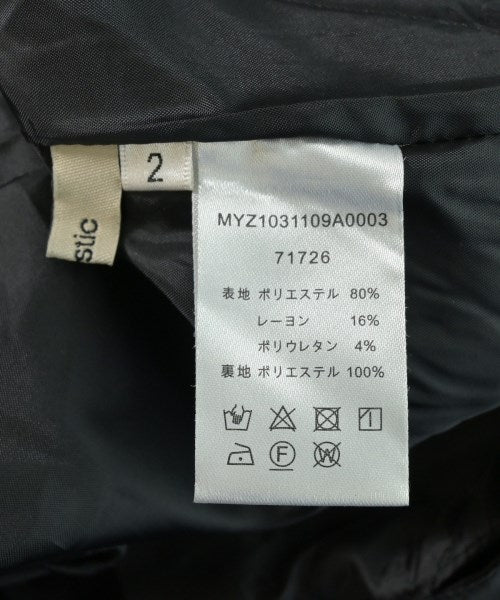 stic
2
MYZ1031109A0003
71726
表地 ポリエステル 80%
レーヨン 16%
ポリウレタン 4%
裏地 ポリエステル 100%
F W